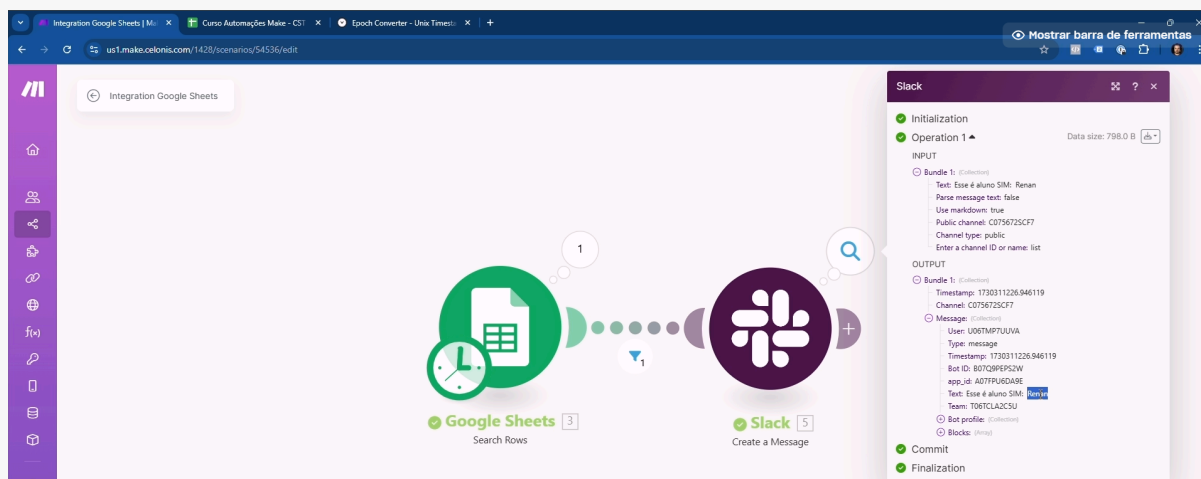 Integration Google Sheets | Ma
Curso Automações Make - CST
Epoch Converter - Unix Timesta
Mostrar barra de ferramentas
us1.make.celonis.com/1428/scenarios/54536/edit
Integration Google Sheets
1
1
Google Sheets 3
Search Rows
Slack 5
Create a Message
Slack
Initialization
Operation 1
Data size: 798.0 B
INPUT
Bundle 1: (Collection)
Text: Esse é aluno SIM: Renan
Parse message text: false
Use markdown: true
Public channel: C075672SCF7
Channel type: public
Enter a channel ID or name: list
OUTPUT
Bundle 1: (Collection)
Timestamp: 1730311226.946119
Channel: C075672SCF7
Message: (Collection)
User: U06TMP7UUVA
Type: message
Timestamp: 1730311226.946119
Bot ID: B07Q9PEPS2W
app_id: A07FPU6DA9E
Text: Esse é aluno SIM: Renan
Team: T06TCLA2C5U
Bot profile: (Collection)
Blocks: (Array)
Commit
Finalization